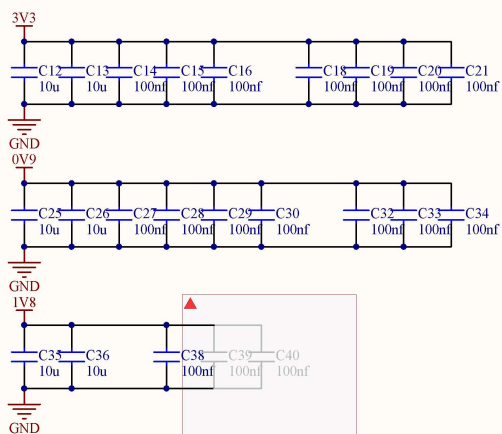 3V3
C12 C13 C14 C15 C16 C18 C19 C20 C21
10u 10u 100nf 100nf 100nf 100nf 100nf 100nf 100nf
GND
0V9
C25 C26 C27 C28 C29 C30 C32 C33 C34
10u 10u 100nf 100nf 100nf 100nf 100nf 100nf 100nf
GND
1V8
C35 C36 C38 C39 C40
10u 10u 100nf 100nf 100nf
GND